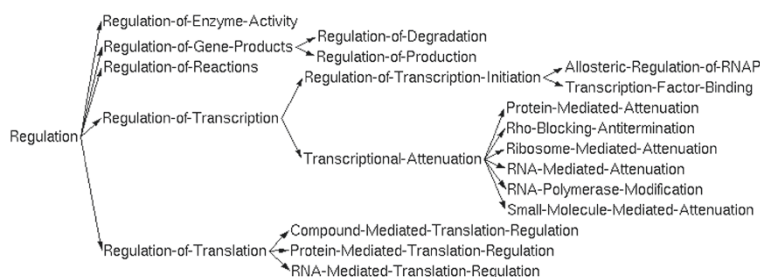 Regulation-of-Enzyme-Activity
Regulation-of-Gene-Products
Regulation-of-Degradation
Regulation-of-Production
Regulation-of-Reactions
Regulation-of-Transcription-Initiation
Allosteric-Regulation-of-RNAP
Transcription-Factor-Binding
Regulation
Regulation-of-Transcription
Transcriptional-Attenuation
Protein-Mediated-Attenuation
Rho-Blocking-Antitermination
Ribosome-Mediated-Attenuation
RNA-Mediated-Attenuation
RNA-Polymerase-Modification
Small-Molecule-Mediated-Attenuation
Regulation-of-Translation
Compound-Mediated-Translation-Regulation
Protein-Mediated-Translation-Regulation
RNA-Mediated-Translation-Regulation